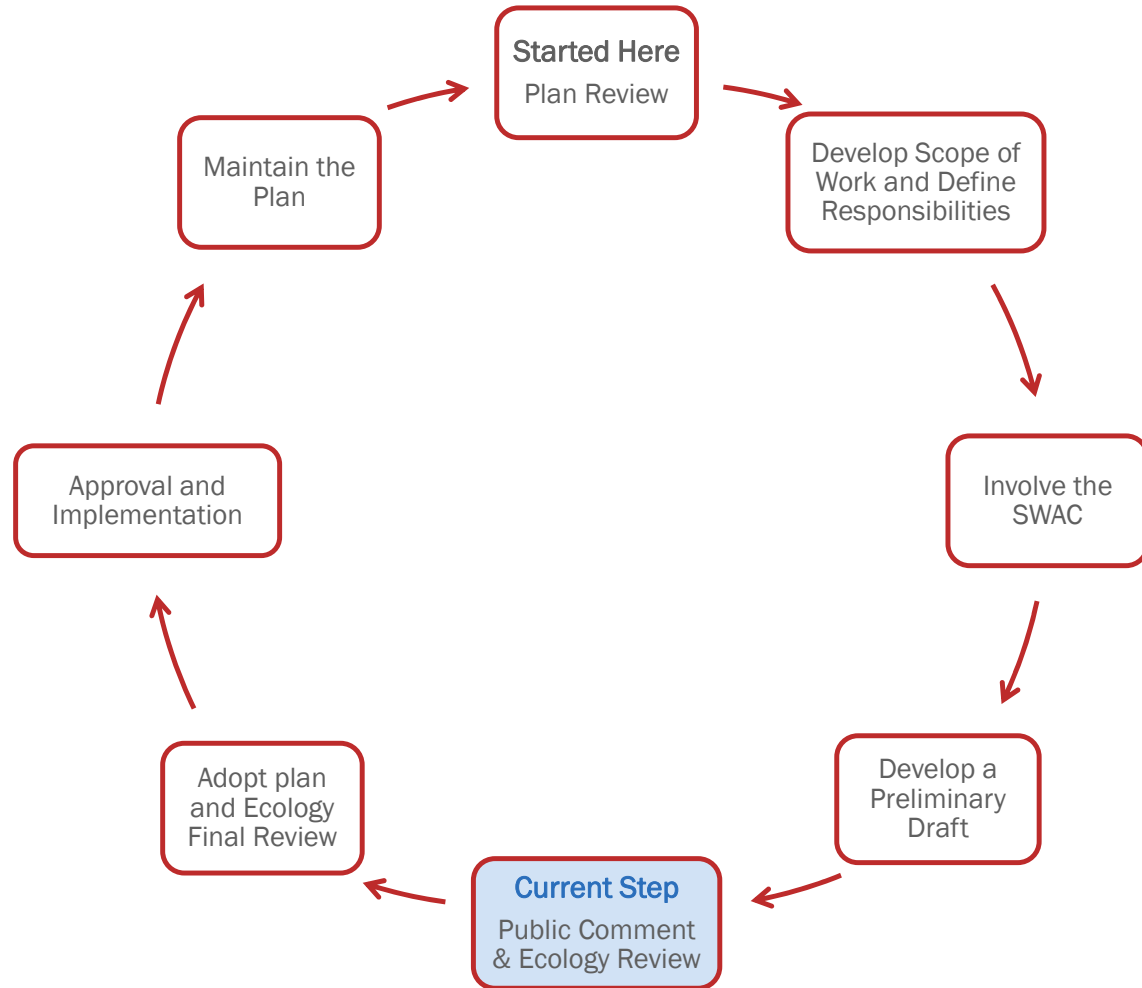 Started Here
Plan Review
Develop Scope of
Work and Define
Responsibilities
Involve the
SWAC
Develop a
Preliminary
Draft
Current Step
Public Comment
& Ecology Review
Adopt plan
and Ecology
Final Review
Approval and
Implementation
Maintain the
Plan